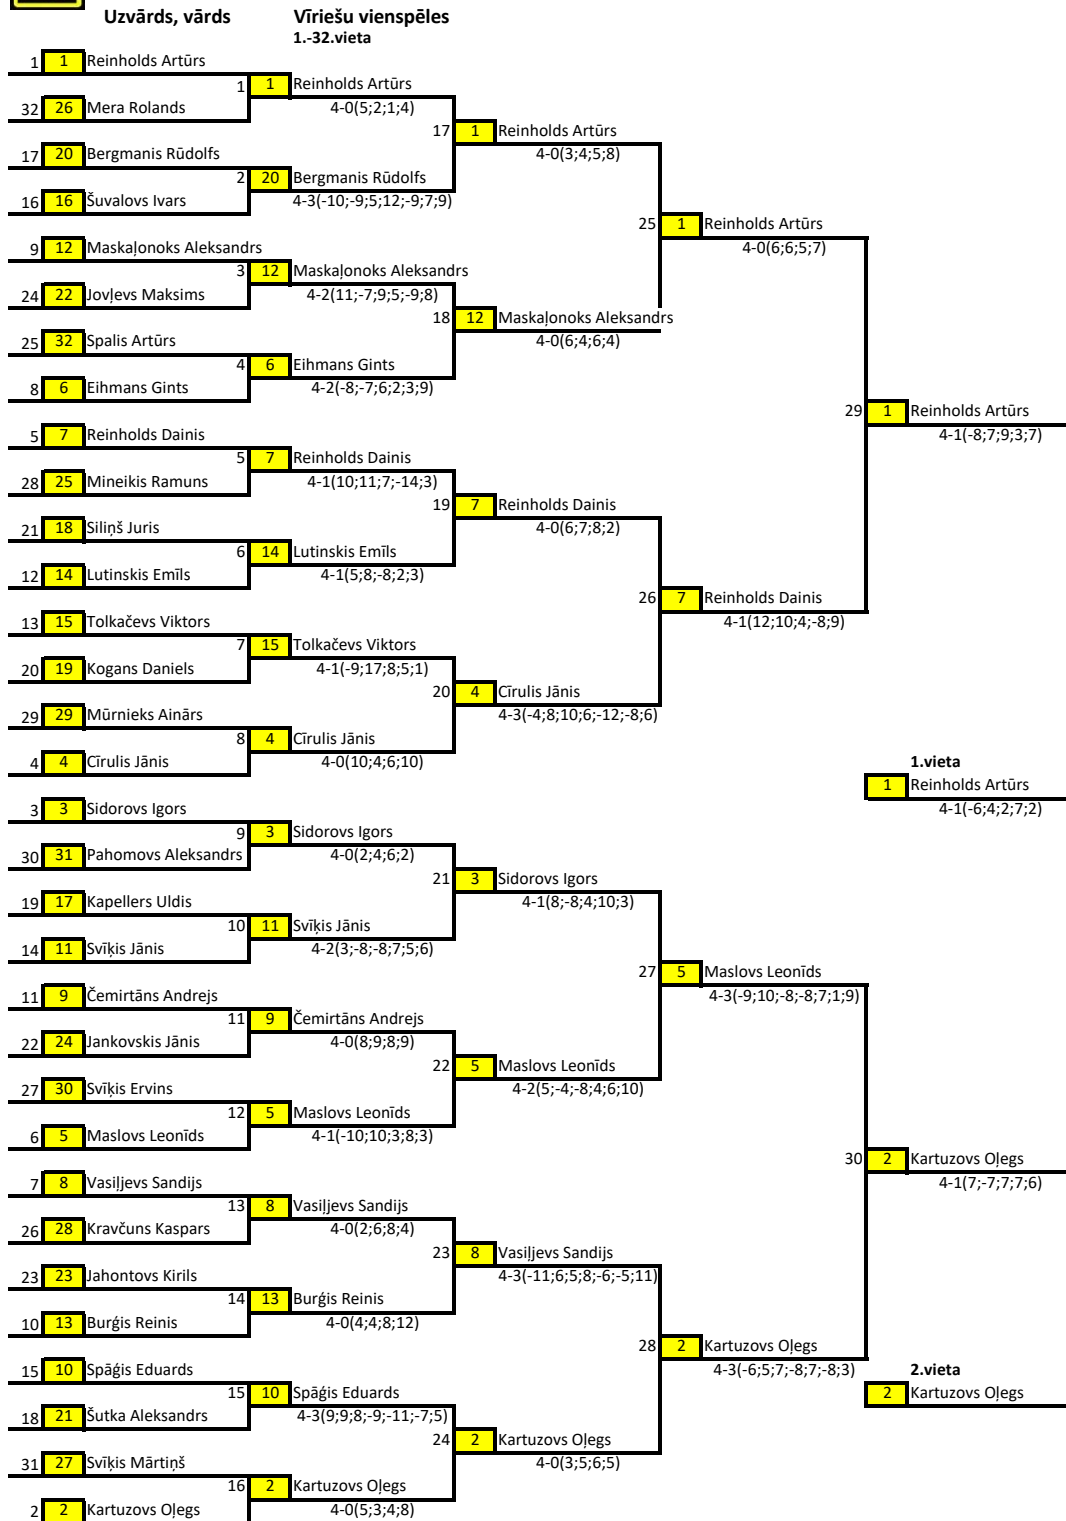 Uzvārds, vārds Vīriešu vienspēles
1.-32.vieta
1 1 Reinholds Artūrs
1 1 Reinholds Artūrs
32 26 Mera Rolands 4-0(5;2;1;4)
17 1 Reinholds Artūrs
17 20 Bergmanis Rūdolfs 4-0(3;4;5;8)
2 20 Bergmanis Rūdolfs
16 16 Šuvalovs Ivars 4-3(-10;-9;5;12;-9;7;9)
25 1 Reinholds Artūrs
9 12 Maskaļonoks Aleksandrs 4-0(6;6;5;7)
3 12 Maskaļonoks Aleksandrs
24 22 Jovļevs Maksims 4-2(11;-7;9;5;-9;8)
18 12 Maskaļonoks Aleksandrs
25 32 Spalis Artūrs 4-0(6;4;6;4)
4 6 Eihmans Gints
8 6 Eihmans Gints 4-2(-8;-7;6;2;3;9)
29 1 Reinholds Artūrs
5 7 Reinholds Dainis 4-1(-8;7;9;3;7)
5 7 Reinholds Dainis
28 25 Mineikis Ramuns 4-1(10;11;7;-14;3)
19 7 Reinholds Dainis
21 18 Siliņš Juris 4-0(6;7;8;2)
6 14 Lutinskis Emīls
12 14 Lutinskis Emīls 4-1(5;8;-8;2;3)
26 7 Reinholds Dainis
13 15 Tolkačevs Viktors 4-1(12;10;4;-8;9)
7 15 Tolkačevs Viktors
20 19 Kogans Daniels 4-1(-9;17;8;5;1)
20 4 Cīrulis Jānis
29 29 Mūrnieks Ainārs 4-3(-4;8;10;6;-12;-8;6)
8 4 Cīrulis Jānis
4 4 Cīrulis Jānis 4-0(10;4;6;10) 1.vieta
1 Reinholds Artūrs
3 3 Sidorovs Igors 4-1(-6;4;2;7;2)
9 3 Sidorovs Igors
30 31 Pahomovs Aleksandrs 4-0(2;4;6;2)
21 3 Sidorovs Igors
19 17 Kapellers Uldis 4-1(8;-8;4;10;3)
10 11 Svīķis Jānis
14 11 Svīķis Jānis 4-2(3;-8;-8;7;5;6)
27 5 Maslovs Leonīds
11 9 Čemirtāns Andrejs 4-3(-9;10;-8;-8;7;1;9)
11 9 Čemirtāns Andrejs
22 24 Jankovskis Jānis 4-0(8;9;8;9)
22 5 Maslovs Leonīds
27 30 Svīķis Ervins 4-2(5;-4;-8;4;6;10)
12 5 Maslovs Leonīds
6 5 Maslovs Leonīds 4-1(-10;10;3;8;3)
30 2 Kartuzovs Oļegs
7 8 Vasiļjevs Sandijs 4-1(7;-7;7;7;6)
13 8 Vasiļjevs Sandijs
26 28 Kravčuns Kaspars 4-0(2;6;8;4)
23 8 Vasiļjevs Sandijs
23 23 Jahontovs Kirils 4-3(-11;6;5;8;-6;-5;11)
14 13 Burģis Reinis
10 13 Burģis Reinis 4-0(4;4;8;12)
28 2 Kartuzovs Oļegs
15 10 Spāģis Eduards 4-3(-6;5;7;-8;7;-8;3) 2.vieta
15 10 Spāģis Eduards 2 Kartuzovs Oļegs
18 21 Šutka Aleksandrs 4-3(9;9;8;-9;-11;-7;5)
24 2 Kartuzovs Oļegs
31 27 Svīķis Mārtiņš 4-0(3;5;6;5)
16 2 Kartuzovs Oļegs
2 2 Kartuzovs Oļegs 4-0(5;3;4;8)